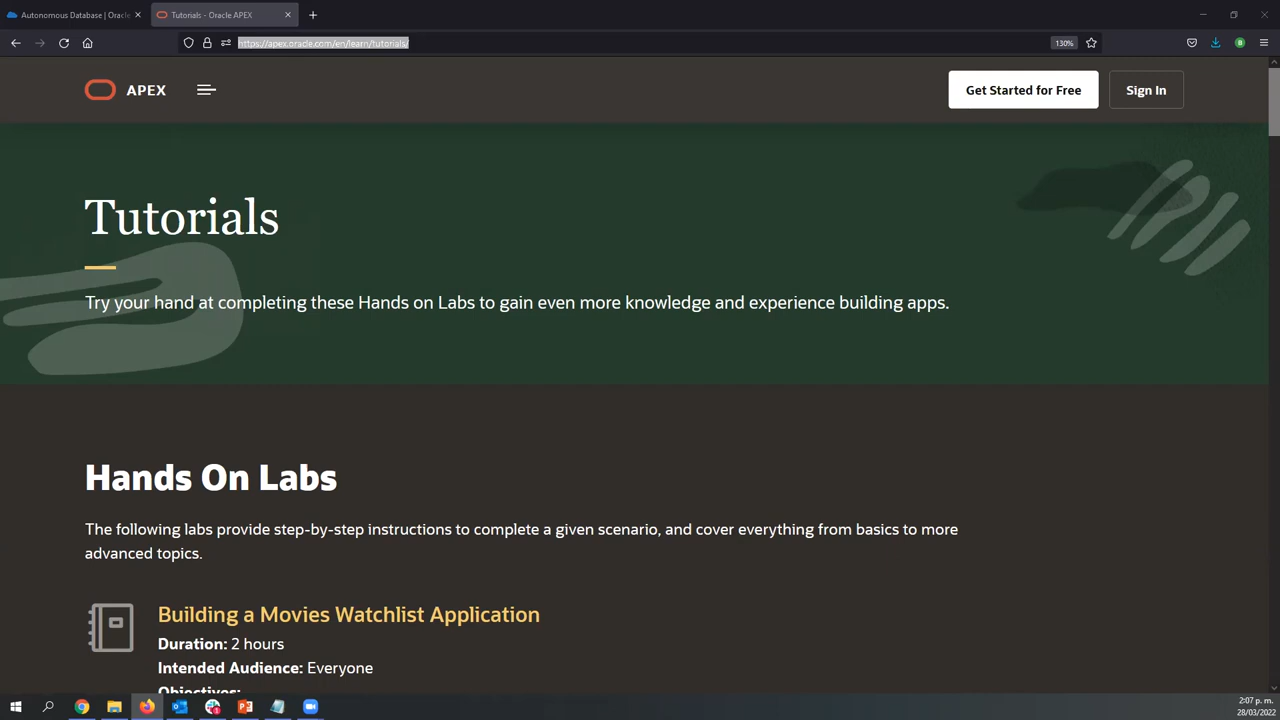 Autonomous Database | Oracle
Tutorials - Oracle APEX
https://apex.oracle.com/en/learn/tutorials/
130%
APEX
Get Started for Free
Sign In
Tutorials
Try your hand at completing these Hands on Labs to gain even more knowledge and experience building apps.
Hands On Labs
The following labs provide step-by-step instructions to complete a given scenario, and cover everything from basics to more
advanced topics.
Building a Movies Watchlist Application
Duration: 2 hours
Intended Audience: Everyone
Objectives:
2:07 p. m.
28/03/2022